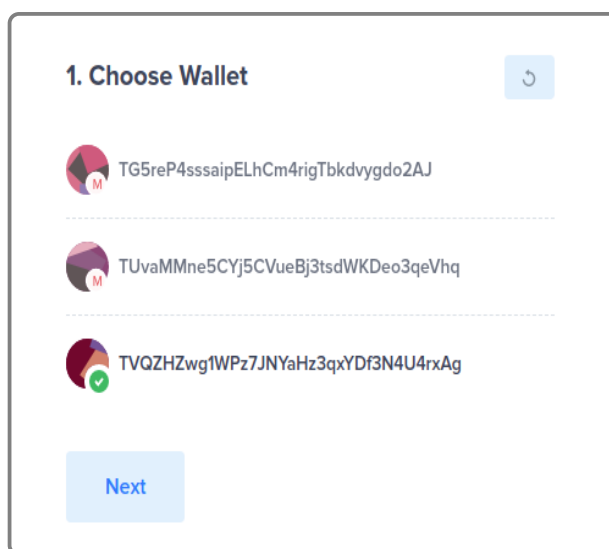 1. Choose Wallet
TG5reP4sssaipELhCm4rigTbkdvygdo2AJ
M
TUvaMMne5CYj5CVueBj3tsdWKDeo3qeVhq
M
TVQZHZwg1WPz7JNYaHz3qxYDf3N4U4rxAg
Next